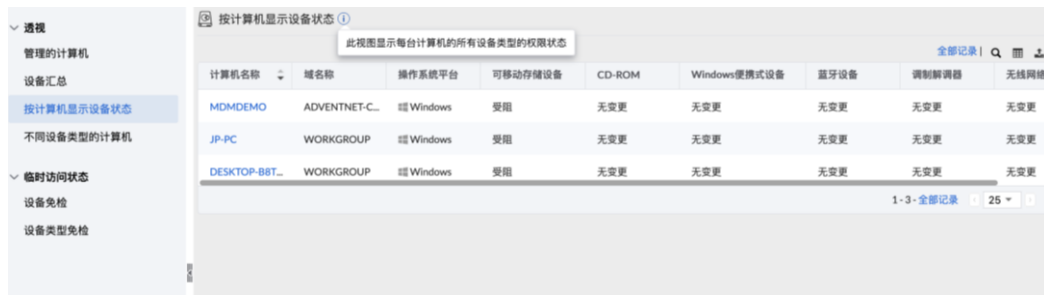 透视
管理的计算机
设备汇总
按计算机显示设备状态
不同设备类型的计算机
临时访问状态
设备免检
设备类型免检
按计算机显示设备状态
此视图显示每台计算机的所有设备类型的权限状态
全部记录 |
计算机名称 域名称 操作系统平台 可移动存储设备 CD-ROM Windows便携式设备 蓝牙设备 调制解调器 无线网络
MDMDEMO ADVENTNET-C... Windows 受阻 无变更 无变更 无变更 无变更 无变更
JP-PC WORKGROUP Windows 受阻 无变更 无变更 无变更 无变更 无变更
DESKTOP-B8T... WORKGROUP Windows 受阻 无变更 无变更 无变更 无变更 无变更
1 - 3 - 全部记录 25